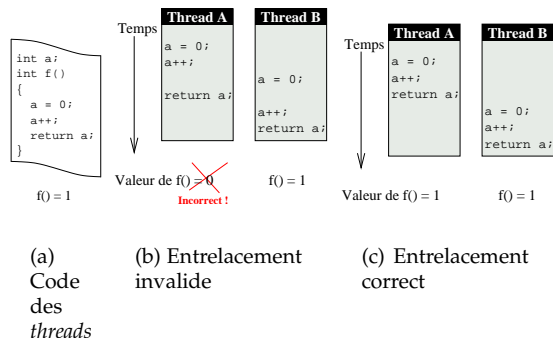 int a;
int f()
{
a = 0;
a++;
return a;
}
f() = 1
(a)
Code
des
threads
Temps
Thread A
a = 0;
a++;
return a;
Thread B
a = 0;
a++;
return a;
Valeur de f() = 0
Incorrect !
f() = 1
(b) Entrelacement
invalide
Temps
Thread A
a = 0;
a++;
return a;
Thread B
a = 0;
a++;
return a;
Valeur de f() = 1
f() = 1
(c) Entrelacement
correct